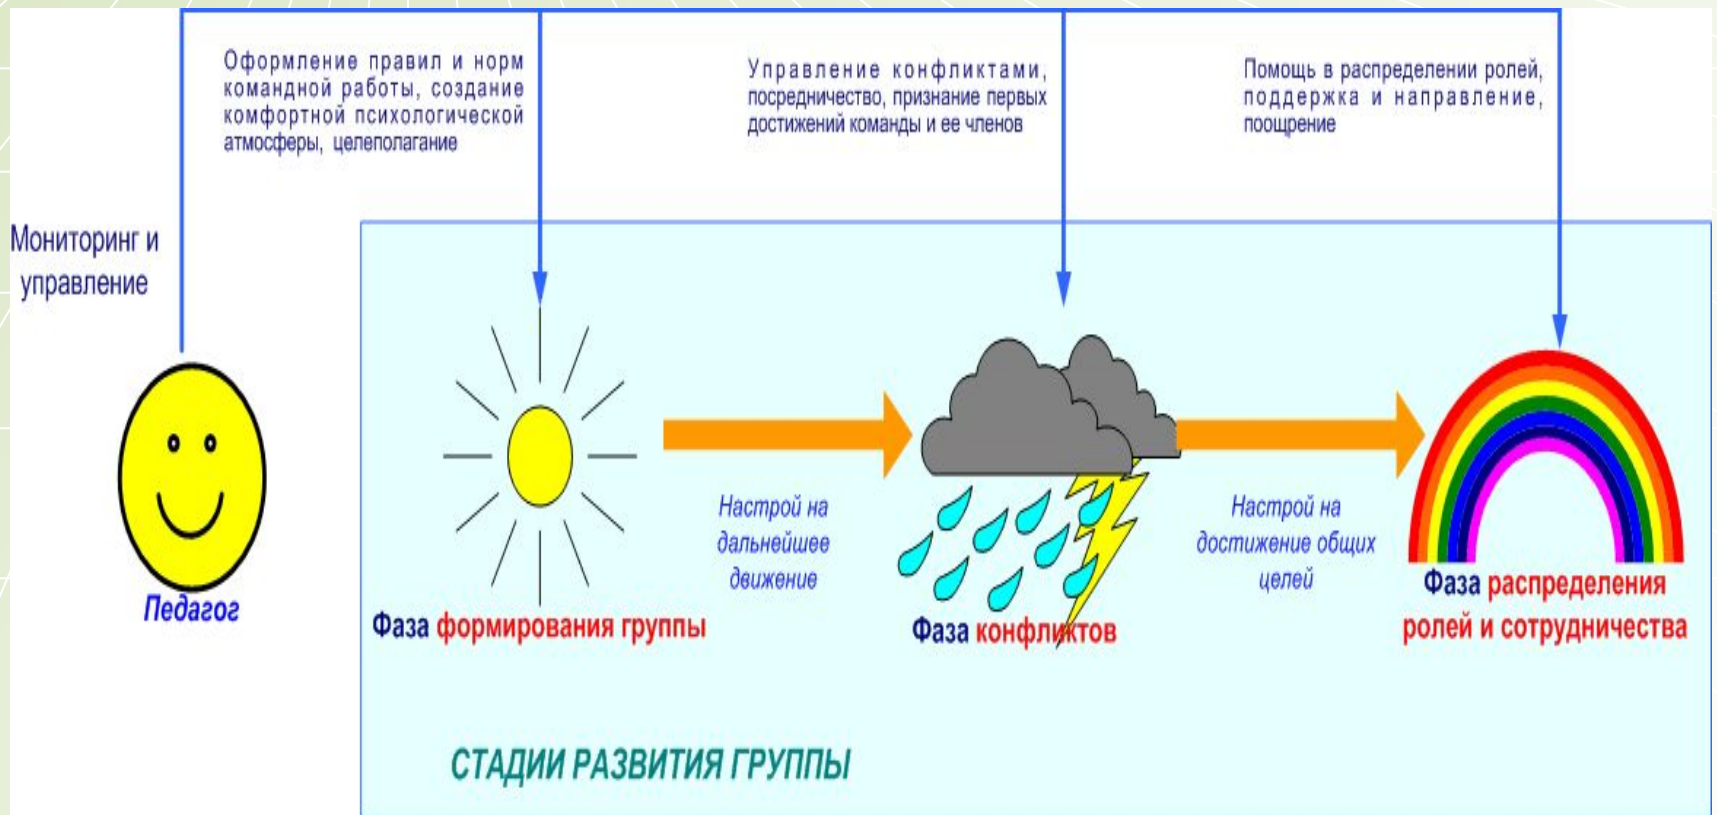 Оформление правил и норм
командной работы, создание
комфортной психологической
атмосферы, целеполагание
Управление конфликтами,
посредничество, признание первых
достижений команды и ее членов
Помощь в распределении ролей,
поддержка и направление,
поощрение
Мониторинг и
управление
Педагог
Настрой на
дальнейшее
движение
Настрой на
достижение общих
целей
Фаза формирования группы
Фаза конфликтов
Фаза распределения
ролей и сотрудничества
СТАДИИ РАЗВИТИЯ ГРУППЫ